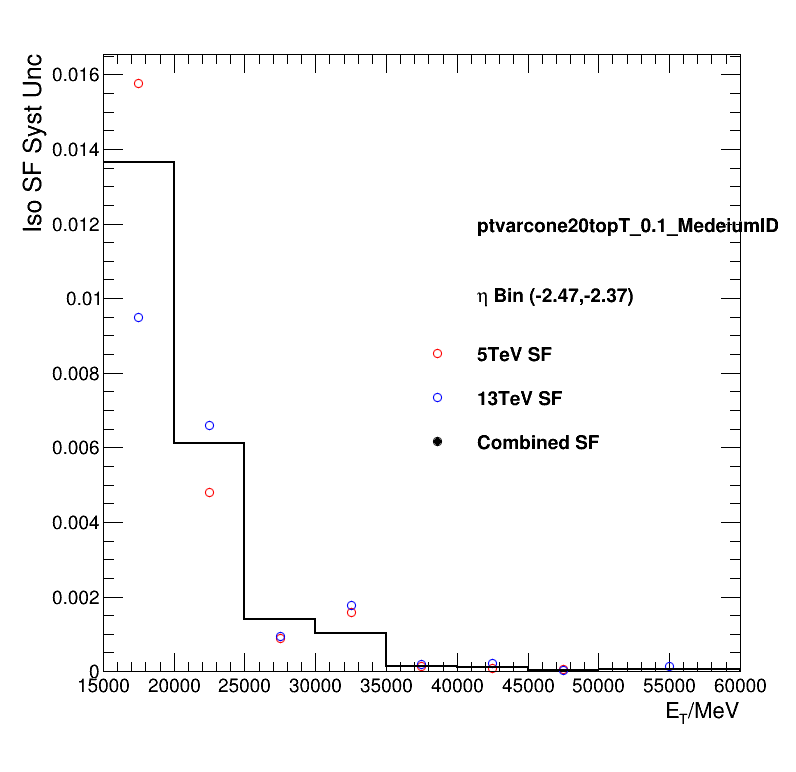 Iso SF Syst Unc
0.016
0.014
0.012
0.01
0.008
0.006
0.004
0.002
0
ptvarcone20topT_0.1_MedeiumID
η Bin (-2.47,-2.37)
5TeV SF
13TeV SF
Combined SF
15000 20000 25000 30000 35000 40000 45000 50000 55000 60000
E_T/MeV